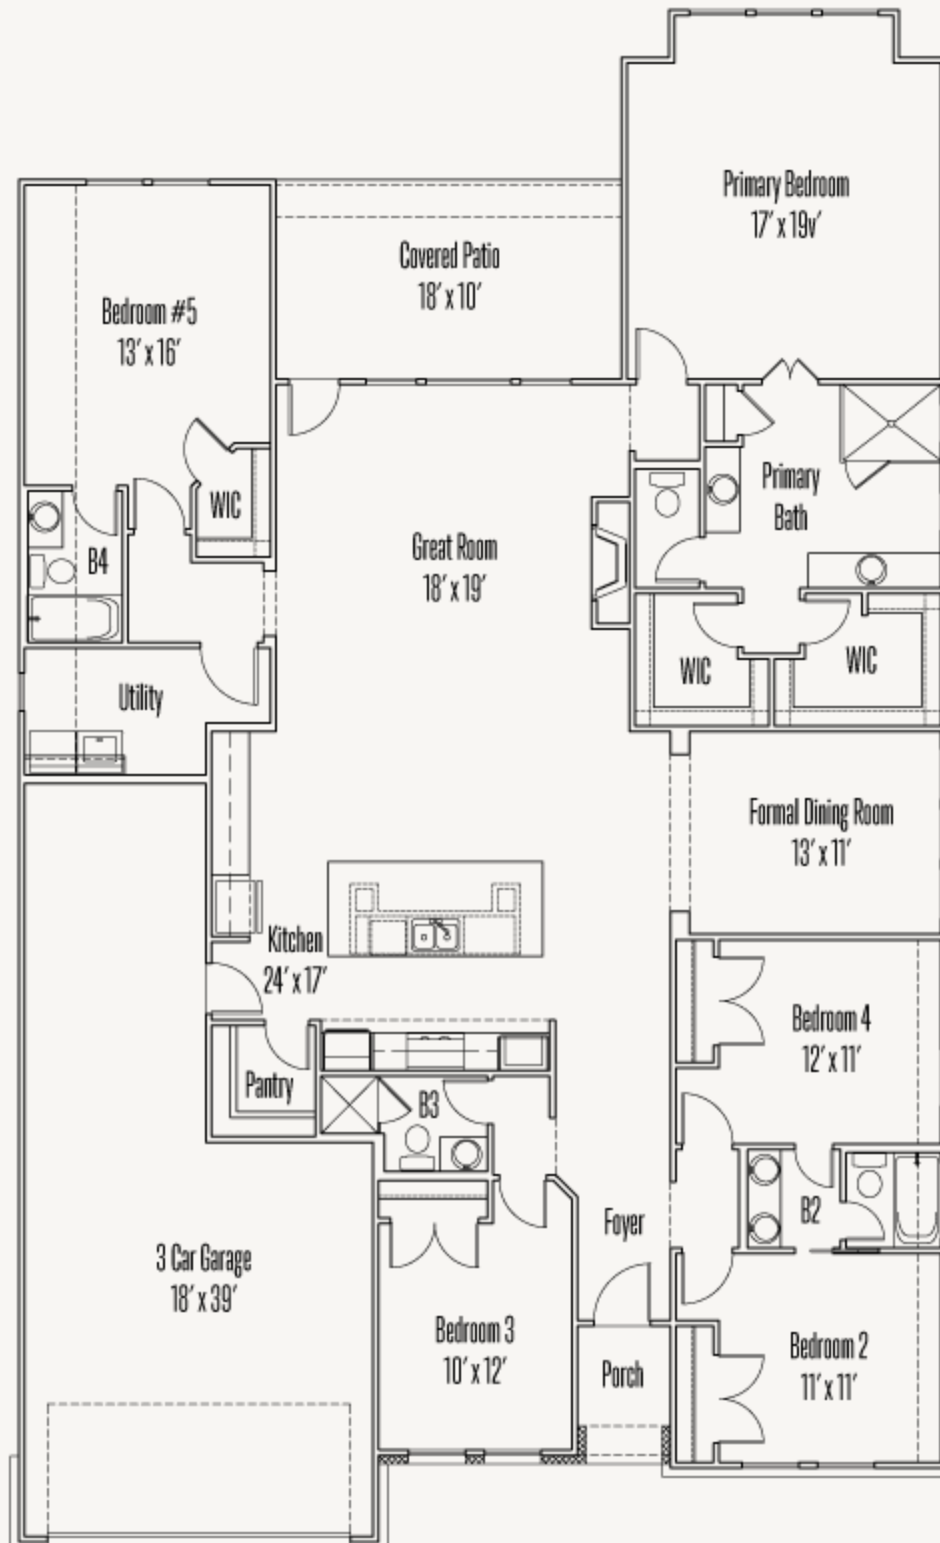 Primary Bedroom
17' x 19v'
Covered Patio
18' x 10'
Bedroom #5
13' x 16'
WIC
Primary
Bath
B4
Great Room
18' x 19'
WIC
WIC
Utility
Formal Dining Room
13' x 11'
Kitchen
24' x 17'
Bedroom 4
12' x 11'
Pantry
B3
B2
Foyer
3 Car Garage
18' x 39'
Bedroom 3
10' x 12'
Porch
Bedroom 2
11' x 11'